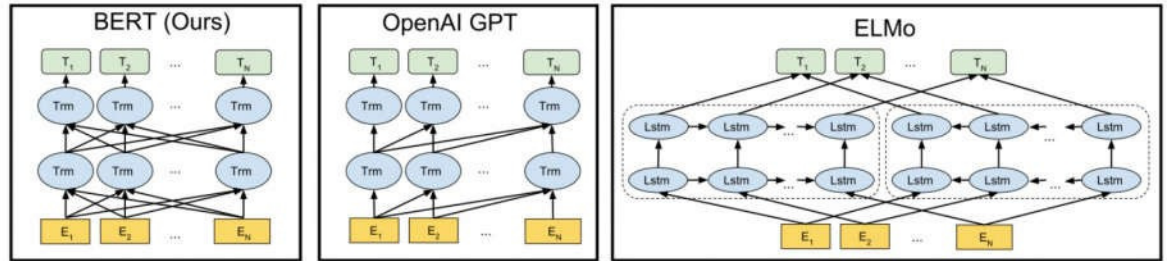 BERT (Ours) OpenAI GPT ELMo
T1 T2 ... TN T1 T2 ... TN T1 T2 ... TN
Trm Trm ... Trm Trm Trm ... Trm Lstm Lstm ... Lstm Lstm Lstm ... Lstm
Trm Trm ... Trm Trm Trm ... Trm Lstm Lstm ... Lstm Lstm Lstm ... Lstm
E1 E2 ... EN E1 E2 ... EN E1 E2 ... EN